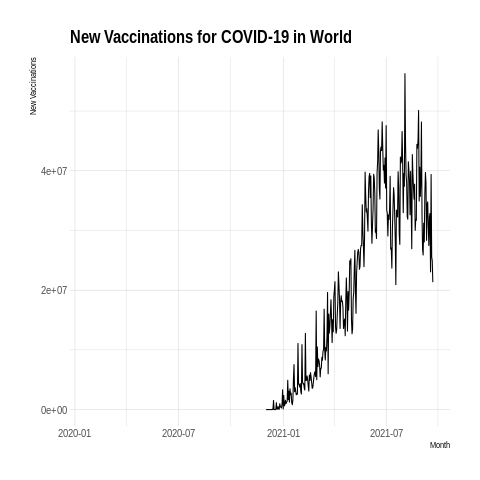 New Vaccinations for COVID-19 in World
New Vaccinations
4e+07
2e+07
0e+00
2020-01 2020-07 2021-01 2021-07
Month